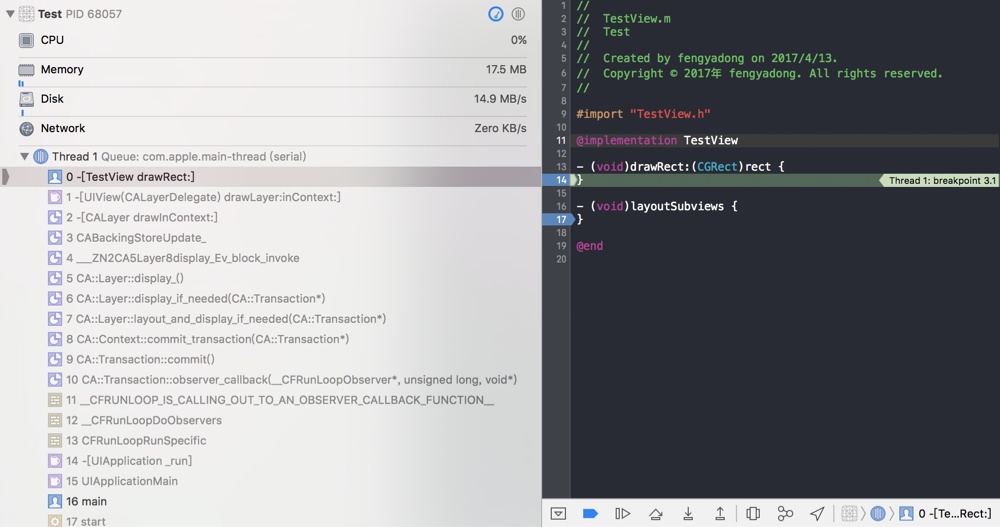 Test PID 68057
CPU 0%
Memory 17.5 MB
Disk 14.9 MB/s
Network Zero KB/s
Thread 1 Queue: com.apple.main-thread (serial)
0 -[TestView drawRect:]
1 -[UIView(CALayerDelegate) drawLayer:inContext:]
2 -[CALayer drawInContext:]
3 CABackingStoreUpdate_
4 ___ZN2CA5Layer8display_Ev_block_invoke
5 CA::Layer::display_()
6 CA::Layer::display_if_needed(CA::Transaction*)
7 CA::Layer::layout_and_display_if_needed(CA::Transaction*)
8 CA::Context::commit_transaction(CA::Transaction*)
9 CA::Transaction::commit()
10 CA::Transaction::observer_callback(__CFRunLoopObserver*, unsigned long, void*)
11 __CFRUNLOOP_IS_CALLING_OUT_TO_AN_OBSERVER_CALLBACK_FUNCTION__
12 __CFRunLoopDoObservers
13 CFRunLoopRunSpecific
14 -[UIApplication _run]
15 UIApplicationMain
16 main
17 start
1 //
2 //  TestView.m
3 //  Test
4 //
5 //  Created by fengyadong on 2017/4/13.
6 //  Copyright © 2017年 fengyadong. All rights reserved.
7 //
8
9 #import "TestView.h"
10
11 @implementation TestView
12
13 - (void)drawRect:(CGRect)rect {
14 } Thread 1: breakpoint 3.1
15
16 - (void)layoutSubviews {
17 }
18
19 @end
20
0 -[Te...Rect:]